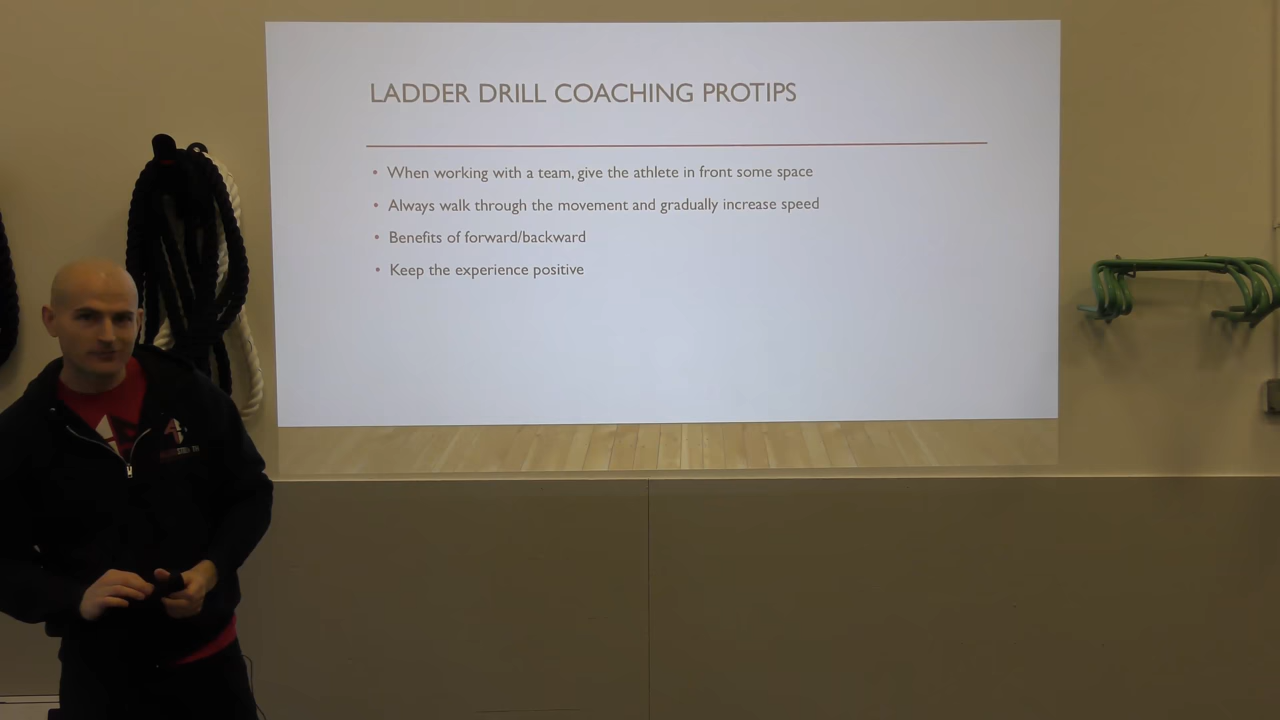 LADDER DRILL COACHING PROTIPS
• When working with a team, give the athlete in front some space
• Always walk through the movement and gradually increase speed
• Benefits of forward/backward
• Keep the experience positive